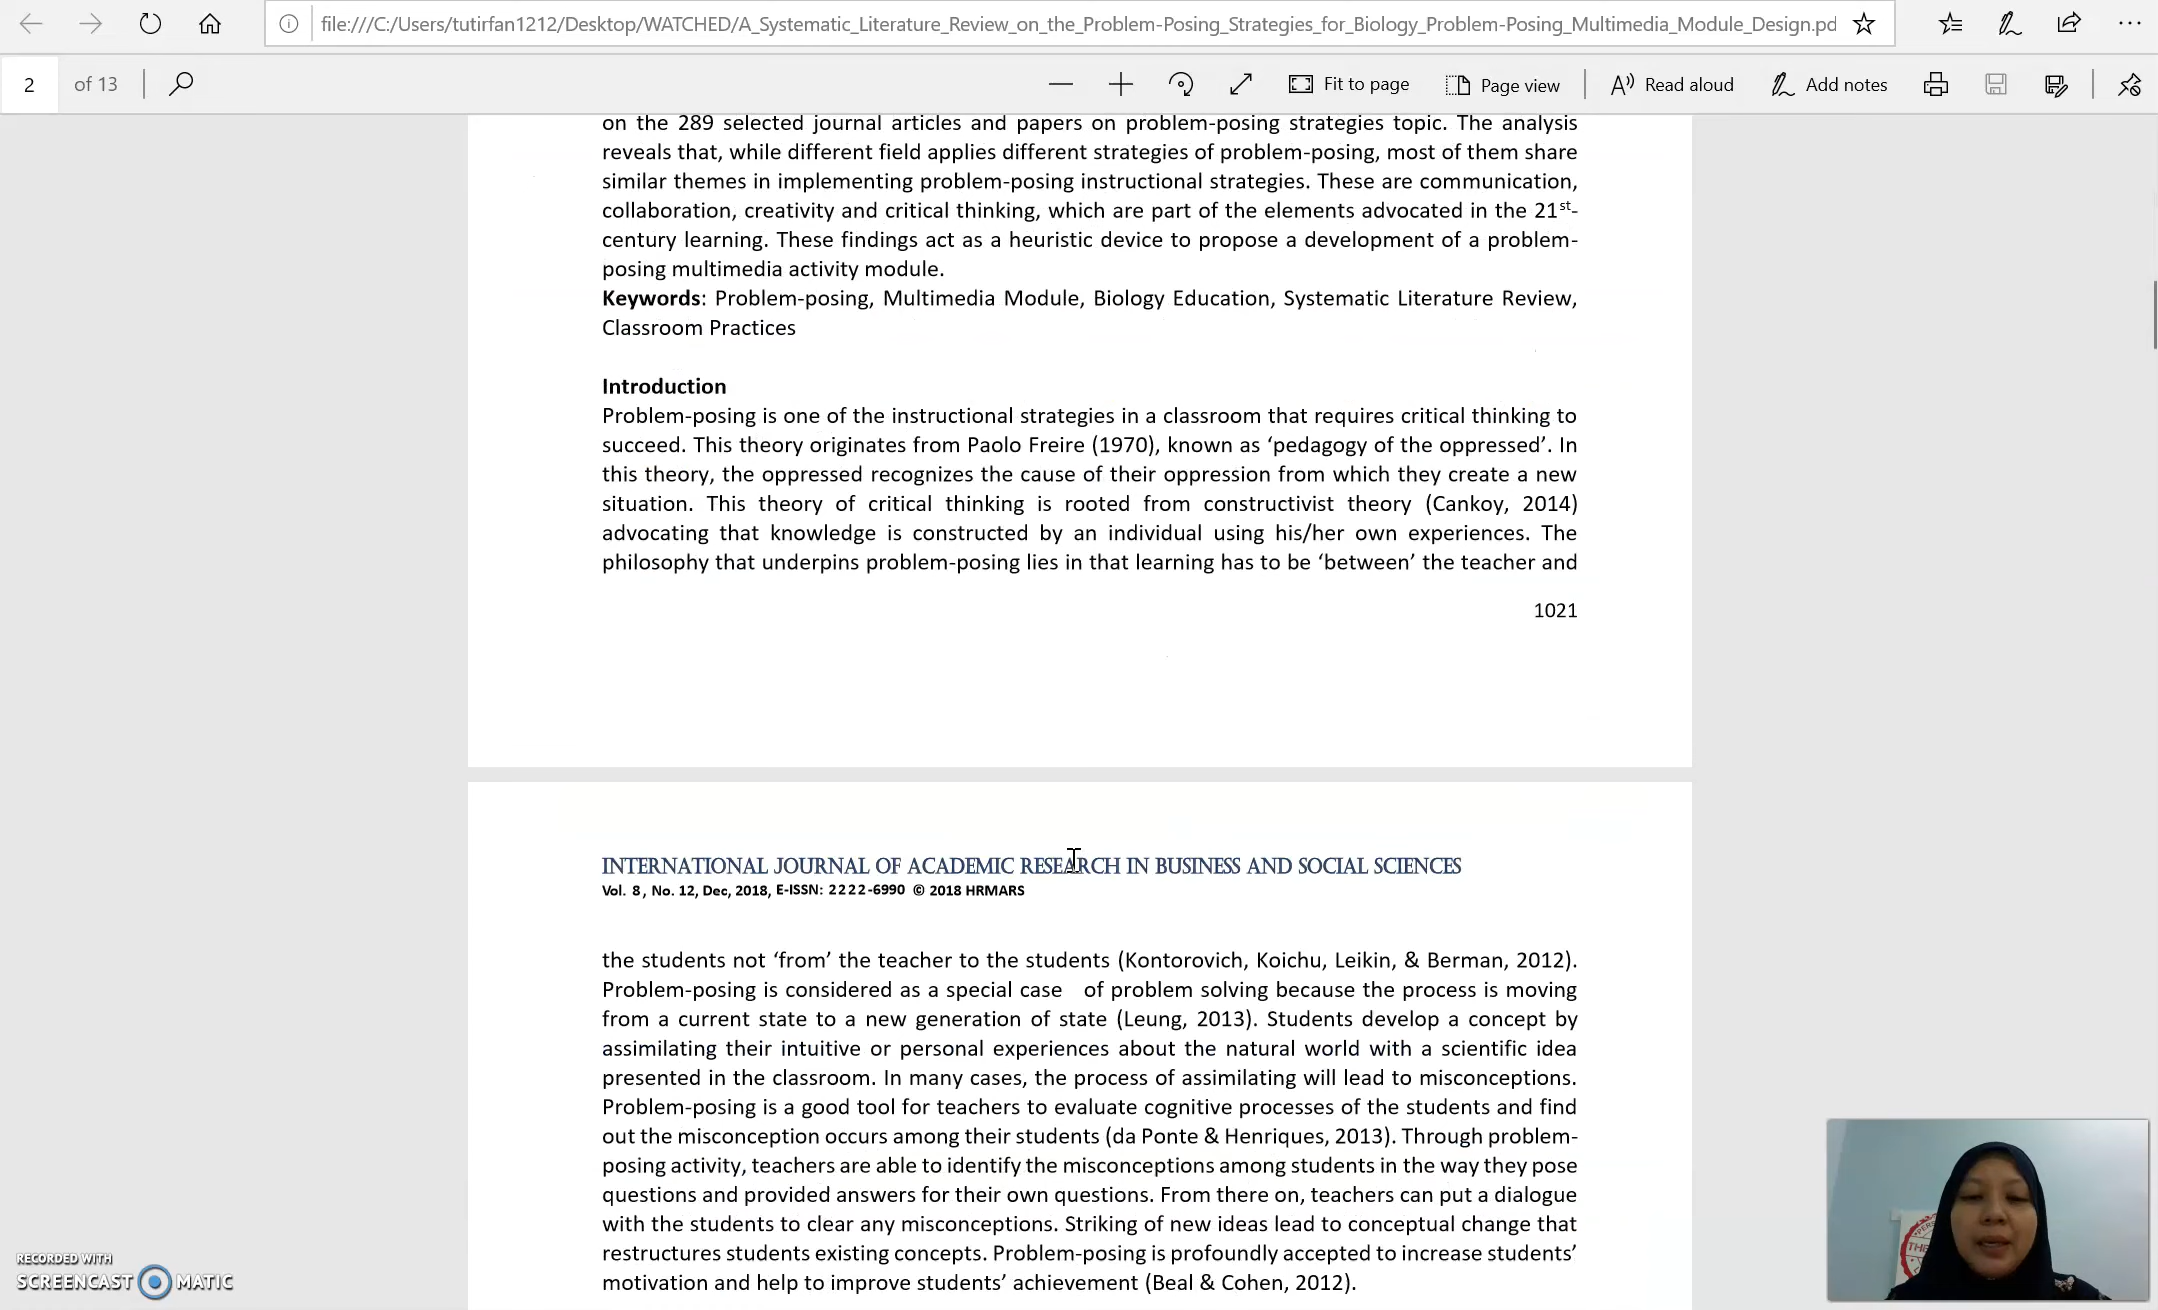 file:///C:/Users/tutirfan1212/Desktop/WATCHED/A_Systematic_Literature_Review_on_the_Problem-Posing_Strategies_for_Biology_Problem-Posing_Multimedia_Module_Design.pd
2 of 13 Fit to page Page view Read aloud Add notes
on the 289 selected journal articles and papers on problem-posing strategies topic. The analysis
reveals that, while different field applies different strategies of problem-posing, most of them share
similar themes in implementing problem-posing instructional strategies. These are communication,
collaboration, creativity and critical thinking, which are part of the elements advocated in the 21st-
century learning. These findings act as a heuristic device to propose a development of a problem-
posing multimedia activity module.
Keywords: Problem-posing, Multimedia Module, Biology Education, Systematic Literature Review,
Classroom Practices
Introduction
Problem-posing is one of the instructional strategies in a classroom that requires critical thinking to
succeed. This theory originates from Paolo Freire (1970), known as ‘pedagogy of the oppressed’. In
this theory, the oppressed recognizes the cause of their oppression from which they create a new
situation. This theory of critical thinking is rooted from constructivist theory (Cankoy, 2014)
advocating that knowledge is constructed by an individual using his/her own experiences. The
philosophy that underpins problem-posing lies in that learning has to be ‘between’ the teacher and
1021
INTERNATIONAL JOURNAL OF ACADEMIC RESEARCH IN BUSINESS AND SOCIAL SCIENCES
Vol. 8, No. 12, Dec, 2018, E-ISSN: 2222-6990 © 2018 HRMARS
the students not ‘from’ the teacher to the students (Kontorovich, Koichu, Leikin, & Berman, 2012).
Problem-posing is considered as a special case of problem solving because the process is moving
from a current state to a new generation of state (Leung, 2013). Students develop a concept by
assimilating their intuitive or personal experiences about the natural world with a scientific idea
presented in the classroom. In many cases, the process of assimilating will lead to misconceptions.
Problem-posing is a good tool for teachers to evaluate cognitive processes of the students and find
out the misconception occurs among their students (da Ponte & Henriques, 2013). Through problem-
posing activity, teachers are able to identify the misconceptions among students in the way they pose
questions and provided answers for their own questions. From there on, teachers can put a dialogue
with the students to clear any misconceptions. Striking of new ideas lead to conceptual change that
restructures students existing concepts. Problem-posing is profoundly accepted to increase students’
motivation and help to improve students’ achievement (Beal & Cohen, 2012).
RECORDED WITH
SCREENCAST MATIC